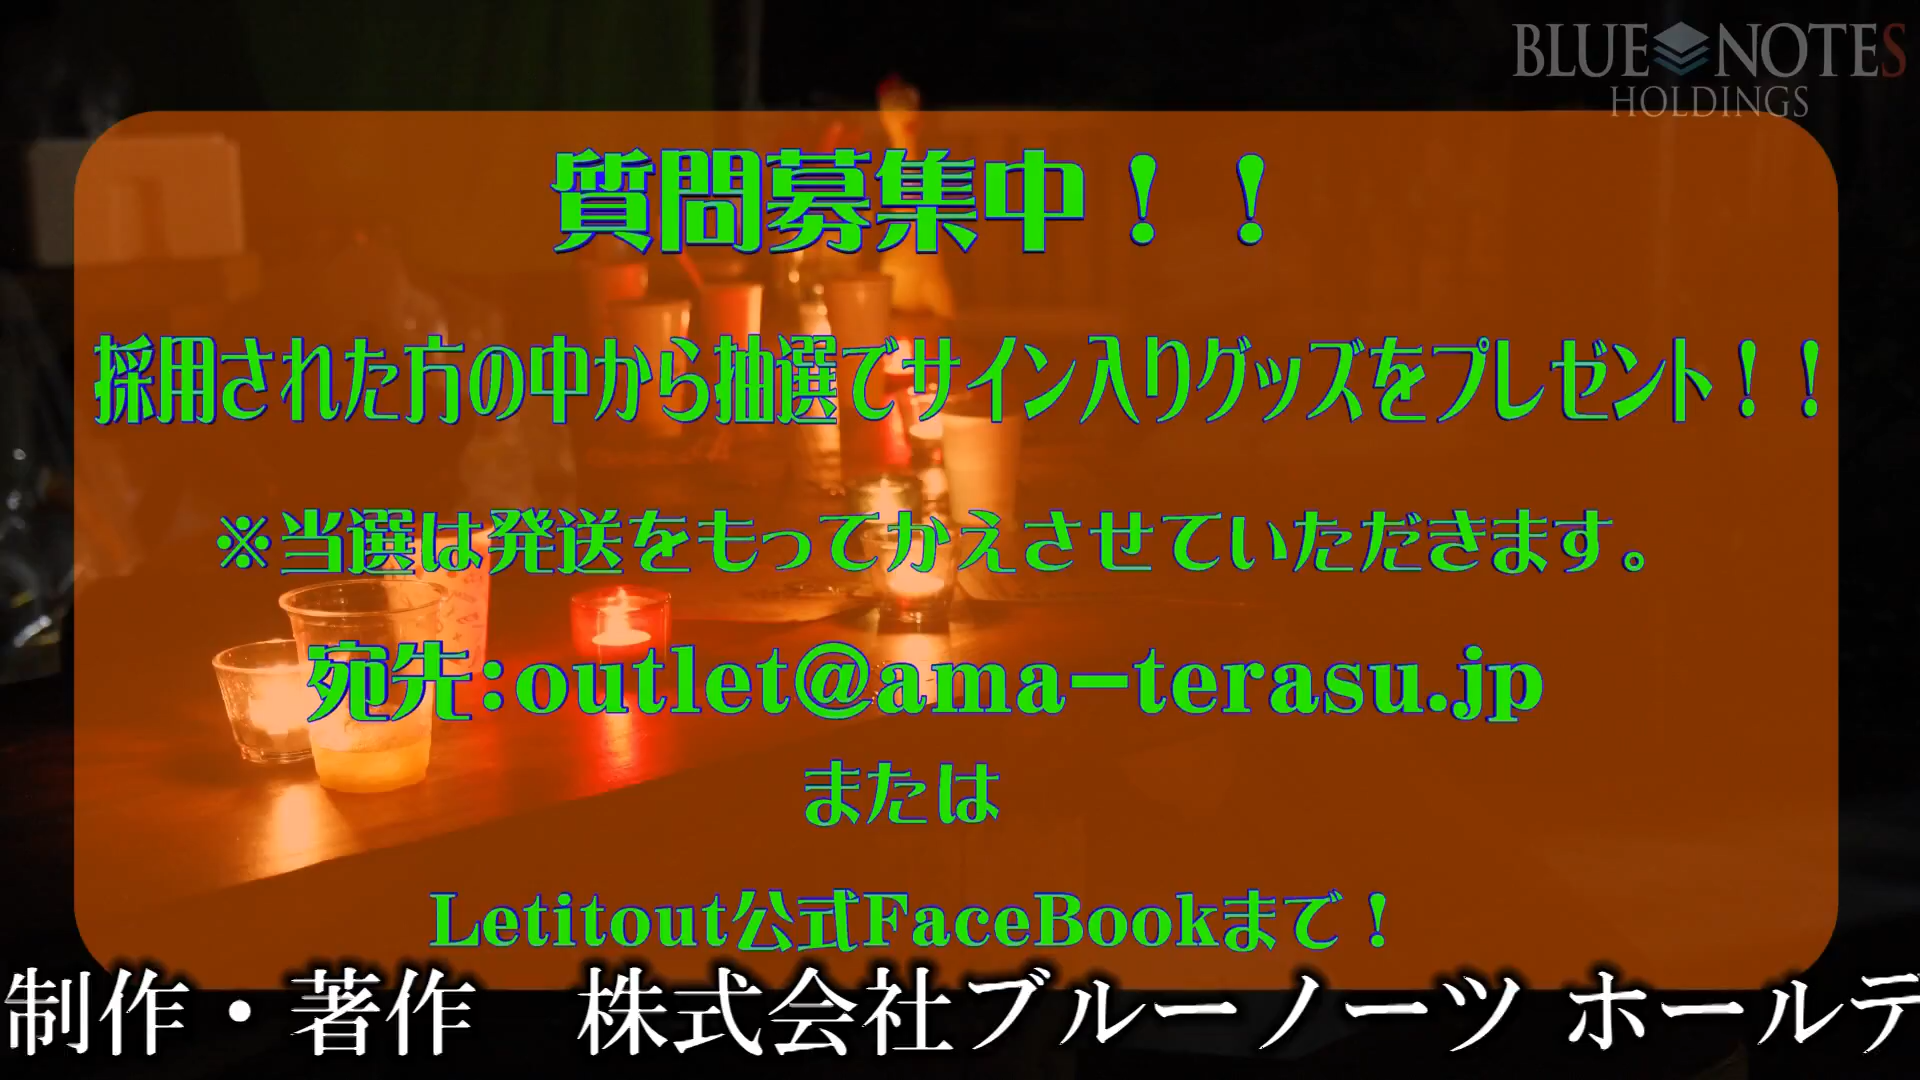 BLUE NOTES
HOLDINGS
質問募集中！！
採用された方の中から抽選でサイン入りグッズをプレゼント！！
※当選は発送をもってかえさせていただきます。
宛先:outlet@ama-terasu.jp
または
Letitout公式FaceBookまで！
制作・著作　株式会社ブルーノーツ ホールデ